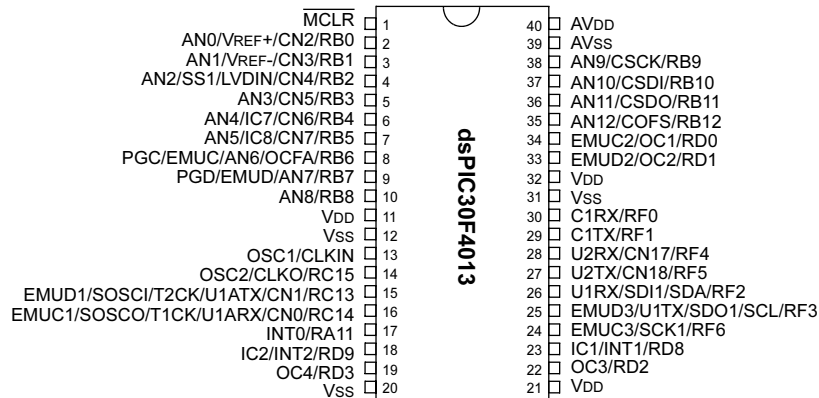 MCLR 1
AN0/VREF+/CN2/RB0 2
AN1/VREF-/CN3/RB1 3
AN2/SS1/LVDIN/CN4/RB2 4
AN3/CN5/RB3 5
AN4/IC7/CN6/RB4 6
AN5/IC8/CN7/RB5 7
PGC/EMUC/AN6/OCFA/RB6 8
PGD/EMUD/AN7/RB7 9
AN8/RB8 10
VDD 11
VSS 12
OSC1/CLKIN 13
OSC2/CLKO/RC15 14
EMUD1/SOSCI/T2CK/U1ATX/CN1/RC13 15
EMUC1/SOSCO/T1CK/U1ARX/CN0/RC14 16
INT0/RA11 17
IC2/INT2/RD9 18
OC4/RD3 19
VSS 20
dsPIC30F4013
40 AVDD
39 AVSS
38 AN9/CSCK/RB9
37 AN10/CSDI/RB10
36 AN11/CSDO/RB11
35 AN12/COFS/RB12
34 EMUC2/OC1/RD0
33 EMUD2/OC2/RD1
32 VDD
31 VSS
30 C1RX/RF0
29 C1TX/RF1
28 U2RX/CN17/RF4
27 U2TX/CN18/RF5
26 U1RX/SDI1/SDA/RF2
25 EMUD3/U1TX/SDO1/SCL/RF3
24 EMUC3/SCK1/RF6
23 IC1/INT1/RD8
22 OC3/RD2
21 VDD